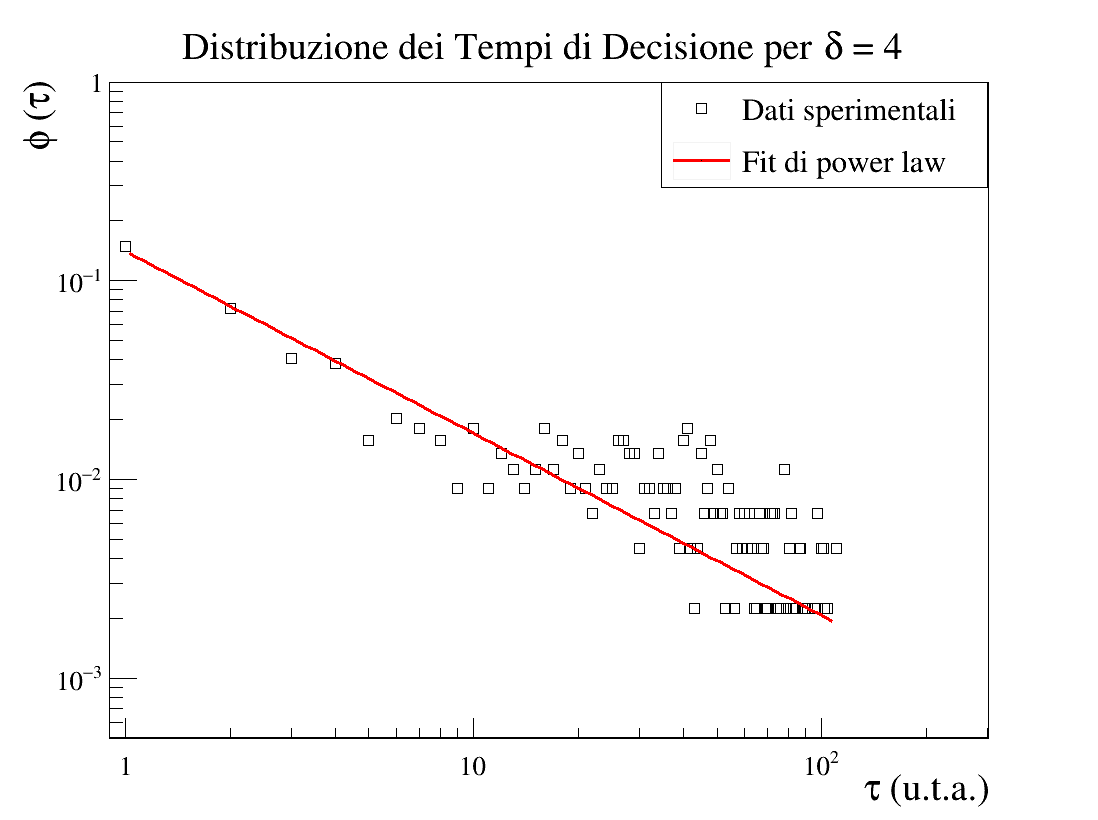 Distribuzione dei Tempi di Decisione per δ = 4
ϕ (τ)
1
10⁻¹
10⁻²
10⁻³
Dati sperimentali
Fit di power law
1 10 10²
τ (u.t.a.)